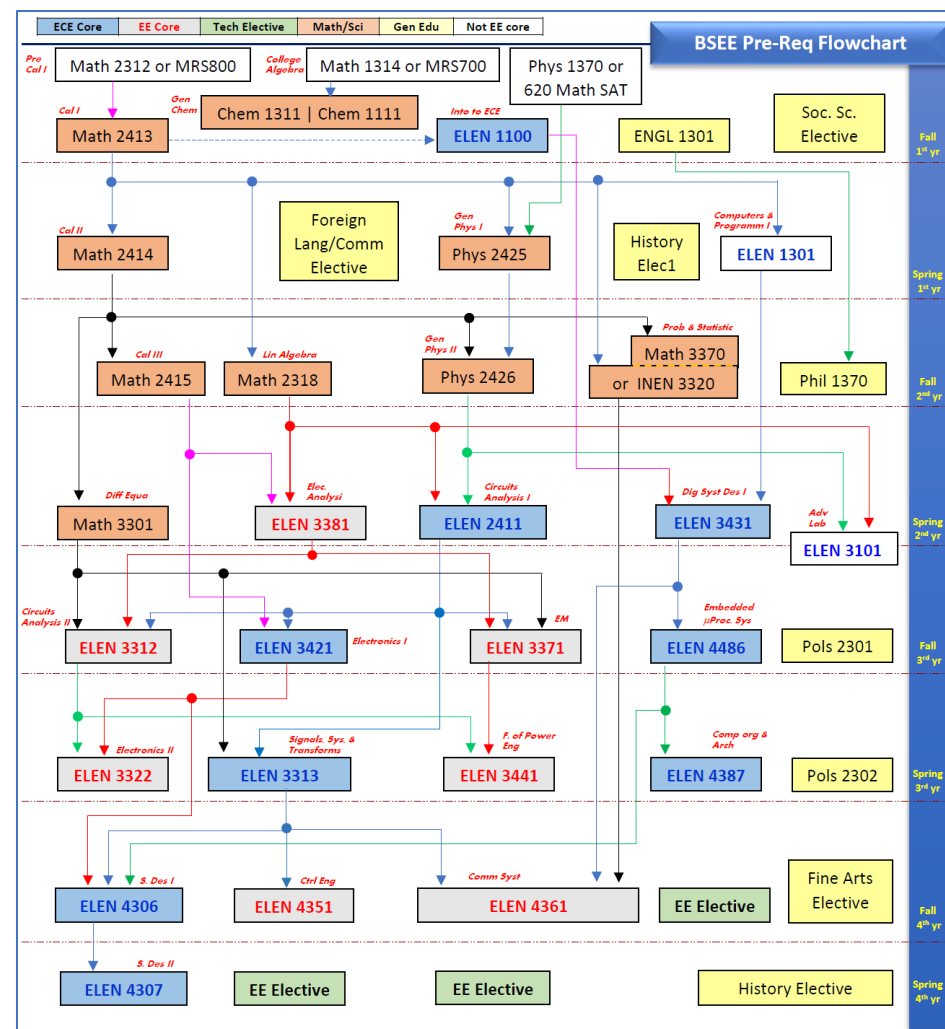 ECE Core EE Core Tech Elective Math/Sci Gen Edu Not EE core
BSEE Pre-Req Flowchart
Pre
Cal I
Math 2312 or MRS800
College
Algebra
Math 1314 or MRS700
Phys 1370 or
620 Math SAT
Gen
Chem
Chem 1311 | Chem 1111
Cal I
Math 2413
Into to ECE
ELEN 1100
ENGL 1301
Soc. Sc.
Elective
Fall
1st yr
Cal II
Math 2414
Foreign
Lang/Comm
Elective
Gen
Phys I
Phys 2425
History
Elec1
Computers &
Programm I
ELEN 1301
Spring
1st yr
Cal III
Math 2415
Lin Algebra
Math 2318
Gen
Phys II
Phys 2426
Prob & Statistic
Math 3370
or INEN 3320
Phil 1370
Fall
2nd yr
Diff Equa
Math 3301
Elec.
Analysi
ELEN 3381
Circuits
Analysis I
ELEN 2411
Dig Syst Des I
ELEN 3431
Adv
Lab
ELEN 3101
Spring
2nd yr
Circuits
Analysis II
ELEN 3312
ELEN 3421
Electronics I
EM
ELEN 3371
Embedded
μProc. Sys
ELEN 4486
Pols 2301
Fall
3rd yr
Electronics II
ELEN 3322
Signals, Sys. &
Transforms
ELEN 3313
F. of Power
Eng
ELEN 3441
Comp org &
Arch
ELEN 4387
Pols 2302
Spring
3rd yr
S. Des I
ELEN 4306
Ctrl Eng
ELEN 4351
Comm Syst
ELEN 4361
EE Elective
Fine Arts
Elective
Fall
4th yr
S. Des II
ELEN 4307
EE Elective
EE Elective
History Elective
Spring
4th yr